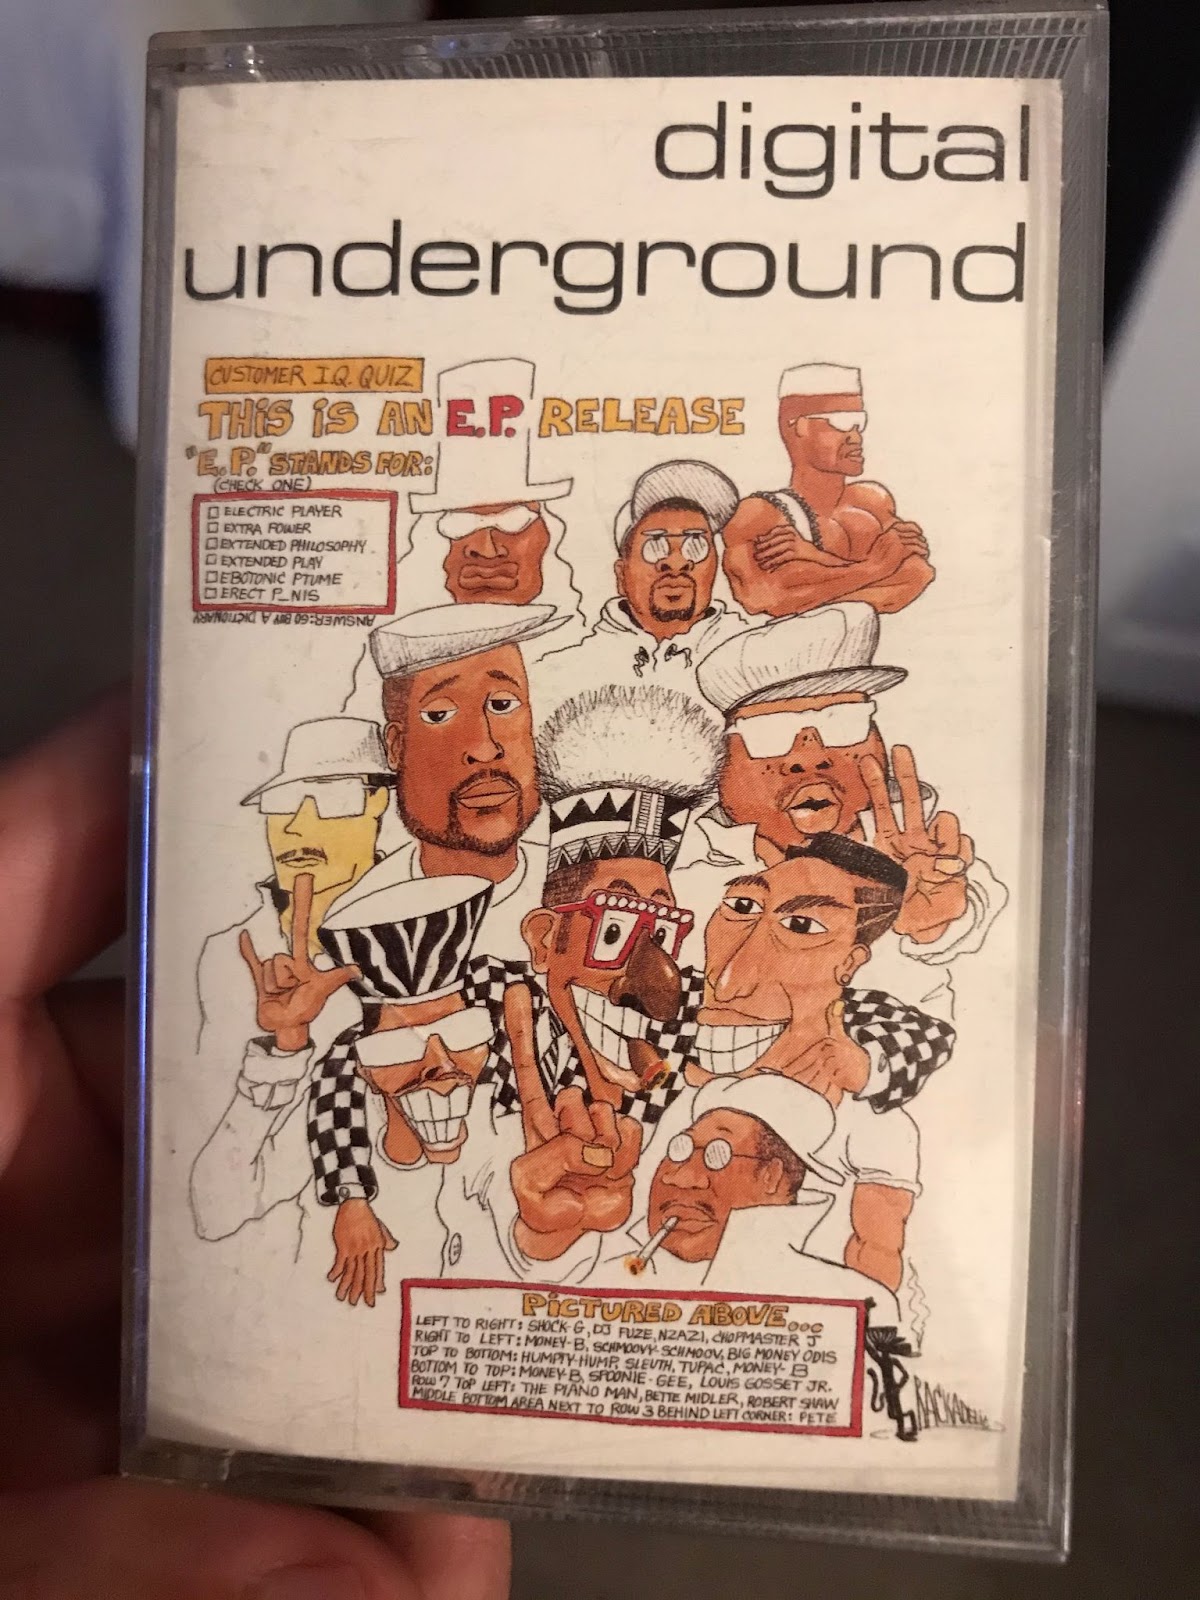 digital
underground
CUSTOMER I.Q. QUIZ
THIS IS AN E.P. RELEASE
"E.P." STANDS FOR:
(CHECK ONE)
ELECTRIC PLAYER
EXTRA POWER
EXTENDED PHILOSOPHY
EXTENDED PLAY
EBOTONIC PTUME
ERECT P_NIS
ANSWER: GO BUY A DICTIONARY
PICTURED ABOVE...
LEFT TO RIGHT: SHOCK-G, DJ FUZE, NZAZI, CHOPMASTER J
RIGHT TO LEFT: MONEY-B, SCHMOOVY-SCHMOOV, BIG MONEY ODIS
TOP TO BOTTOM: HUMPTY-HUMP, SLEUTH, TUPAC, MONEY-B
BOTTOM TO TOP: MONEY-B, SPOONIE-GEE, LOUIS GOSSET JR.
ROW 7 TOP LEFT: THE PIANO MAN, BETTE MIDLER, ROBERT SHAW
MIDDLE BOTTOM AREA NEXT TO ROW 3 BEHIND LEFT CORNER: PETE
RACKADELIC